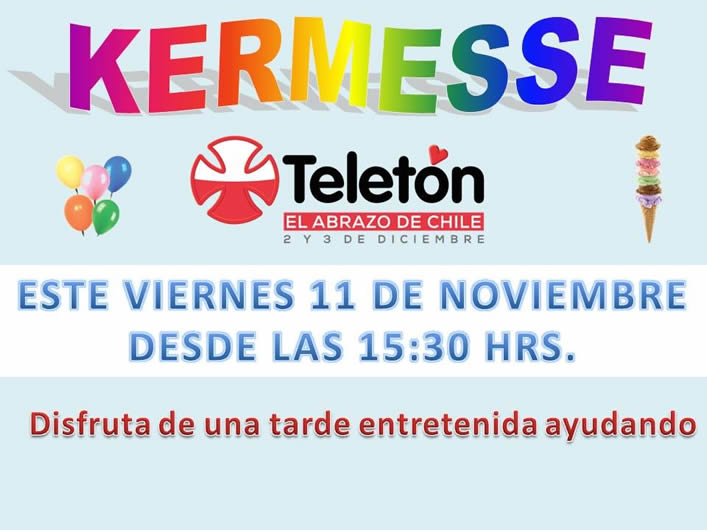 KERMESSE
Teletón
EL ABRAZO DE CHILE
2 Y 3 DE DICIEMBRE
ESTE VIERNES 11 DE NOVIEMBRE
DESDE LAS 15:30 HRS.
Disfruta de una tarde entretenida ayudando